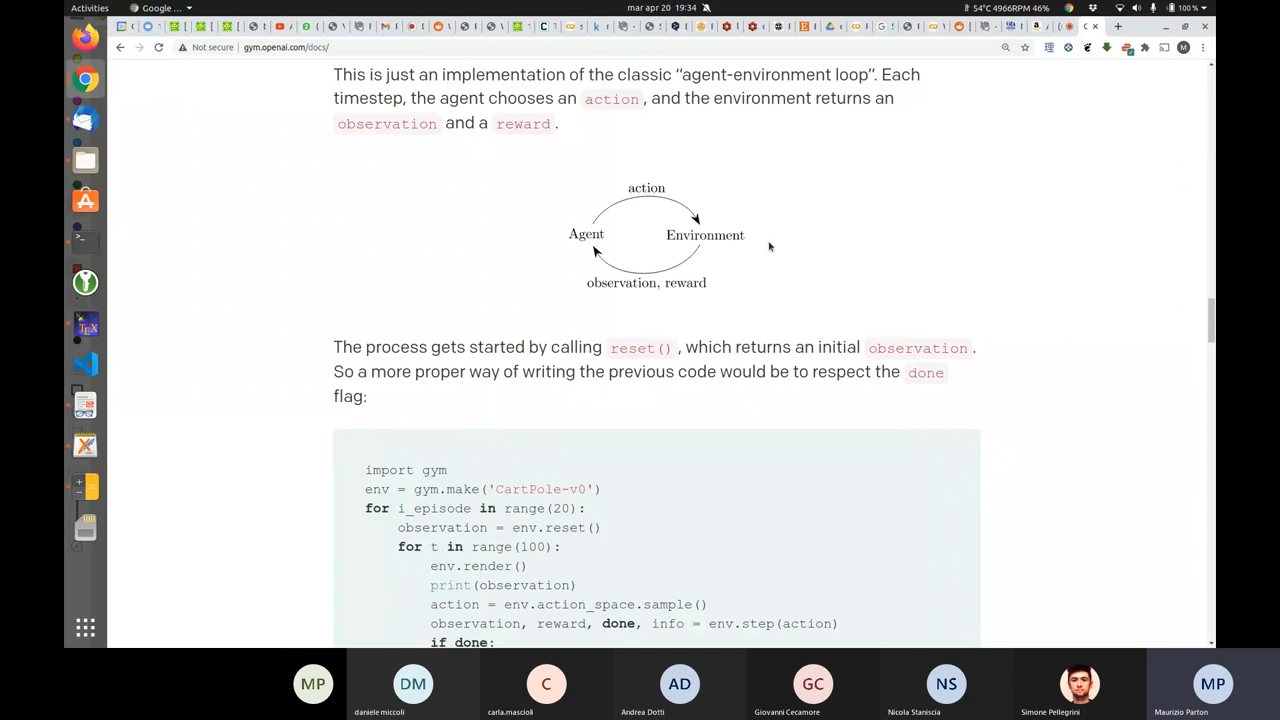 Activities
Google ...
mar apr 20 19:34
54°C 4966RPM 46%
100%
Not secure
gym.openai.com/docs/
This is just an implementation of the classic “agent-environment loop”. Each
timestep, the agent chooses an action, and the environment returns an
observation and a reward.
action
Agent
Environment
observation, reward
The process gets started by calling reset(), which returns an initial observation.
So a more proper way of writing the previous code would be to respect the done
flag:
import gym
env = gym.make('CartPole-v0')
for i_episode in range(20):
observation = env.reset()
for t in range(100):
env.render()
print(observation)
action = env.action_space.sample()
observation, reward, done, info = env.step(action)
if done:
MP
DM
C
AD
GC
NS
MP
daniele miccoli
carla.mascioli
Andrea Dotti
Giovanni Cecamore
Nicola Staniscia
Simone Pellegrini
Maurizio Parton